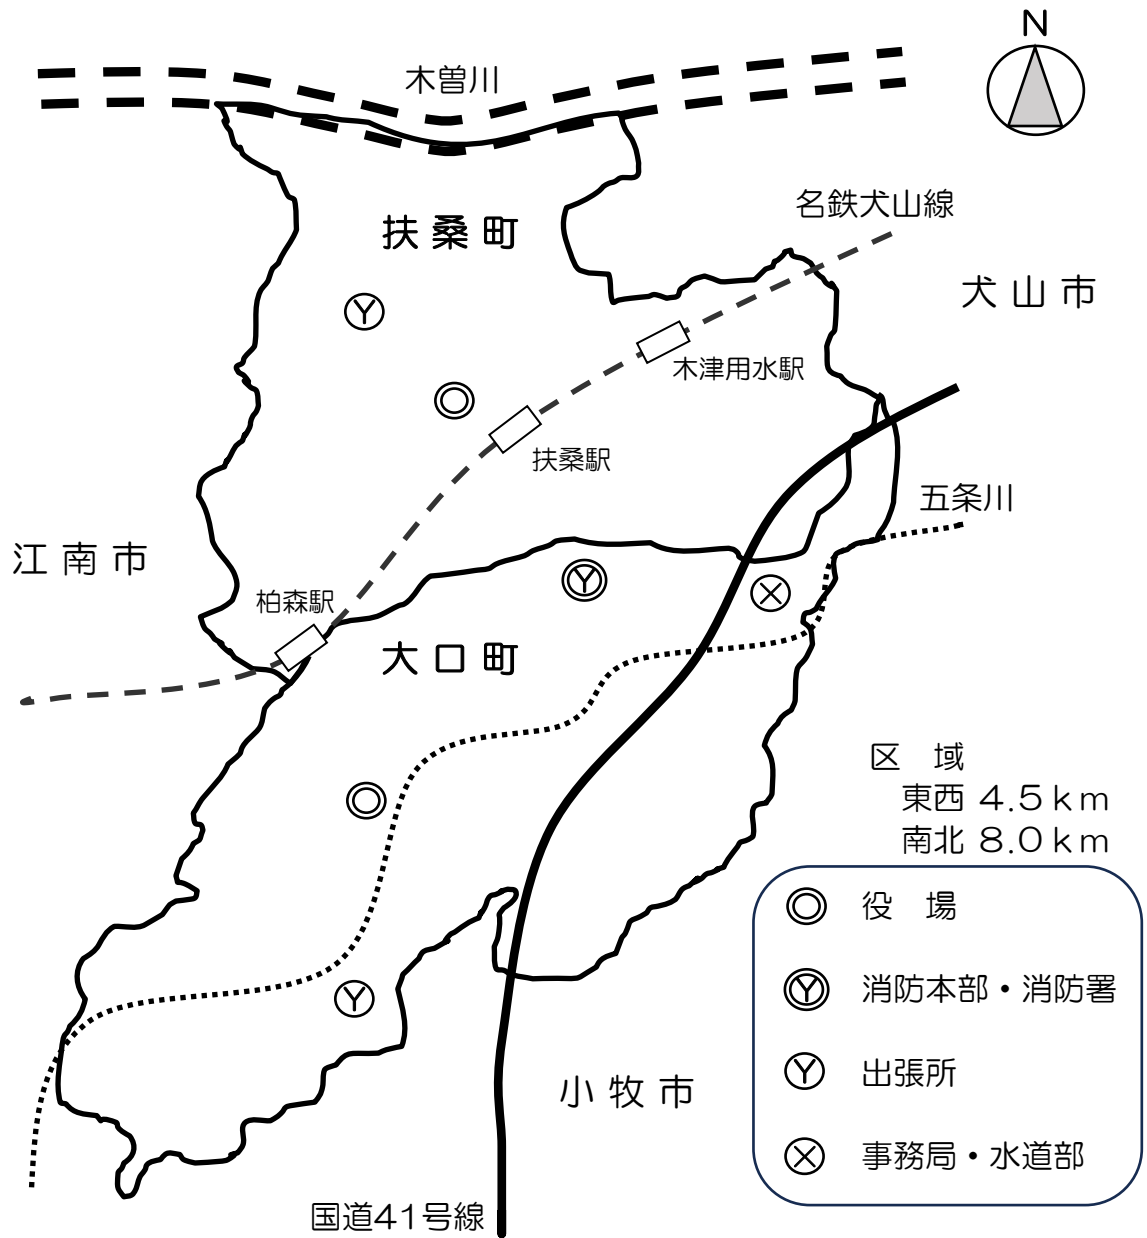 N
木曽川
名鉄犬山線
扶桑町
犬山市
Y
木津用水駅
扶桑駅
五条川
江南市
Y
柏森駅
大口町
区　域
東西 4.5km
南北 8.0km
役　場
Y
Y 消防本部・消防署
Y 出張所
小牧市
事務局・水道部
国道41号線